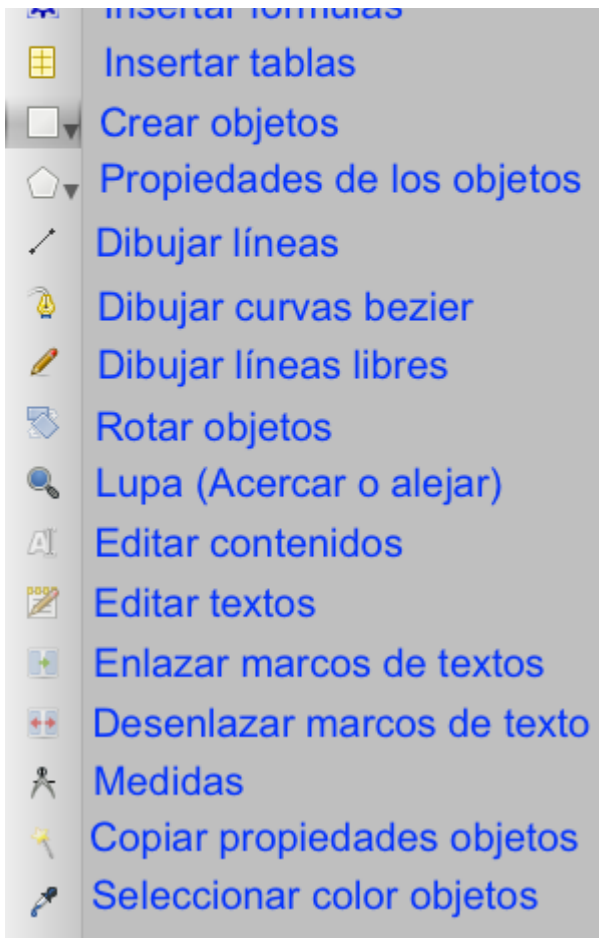 Insertar formulas
Insertar tablas
Crear objetos
Propiedades de los objetos
Dibujar líneas
Dibujar curvas bezier
Dibujar líneas libres
Rotar objetos
Lupa (Acercar o alejar)
Editar contenidos
Editar textos
Enlazar marcos de textos
Desenlazar marcos de texto
Medidas
Copiar propiedades objetos
Seleccionar color objetos